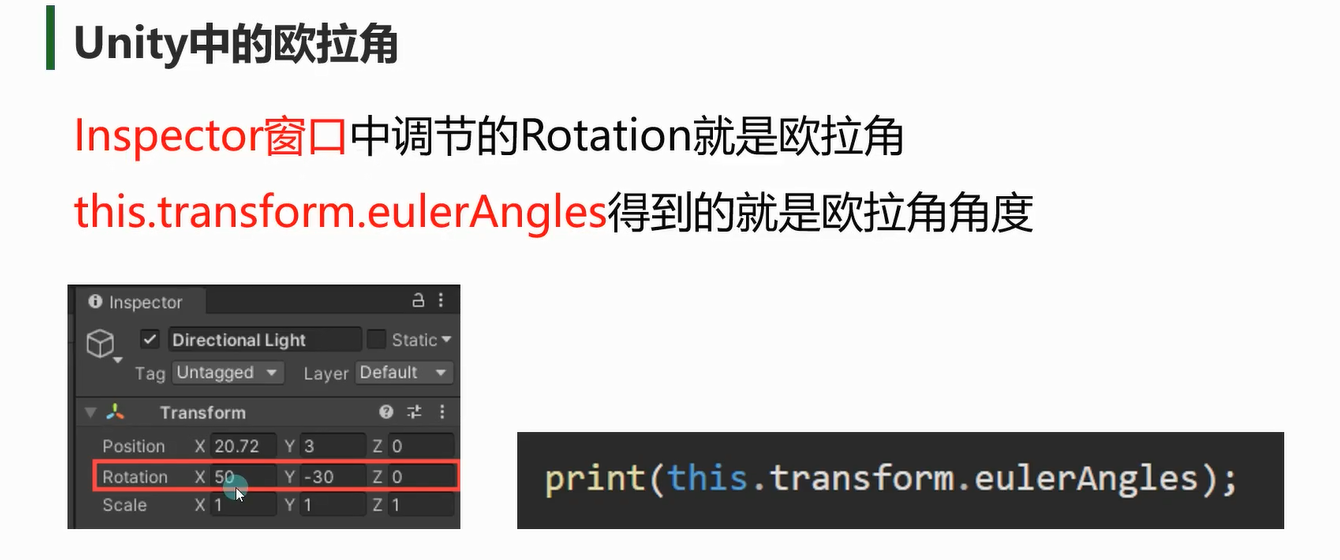 Unity中的欧拉角
Inspector窗口中调节的Rotation就是欧拉角
this.transform.eulerAngles得到的就是欧拉角角度
Inspector
Directional Light Static
Tag Untagged Layer Default
Transform
Position X 20.72 Y 3 Z 0
Rotation X 50 Y -30 Z 0
Scale X 1 Y 1 Z 1
print(this.transform.eulerAngles);